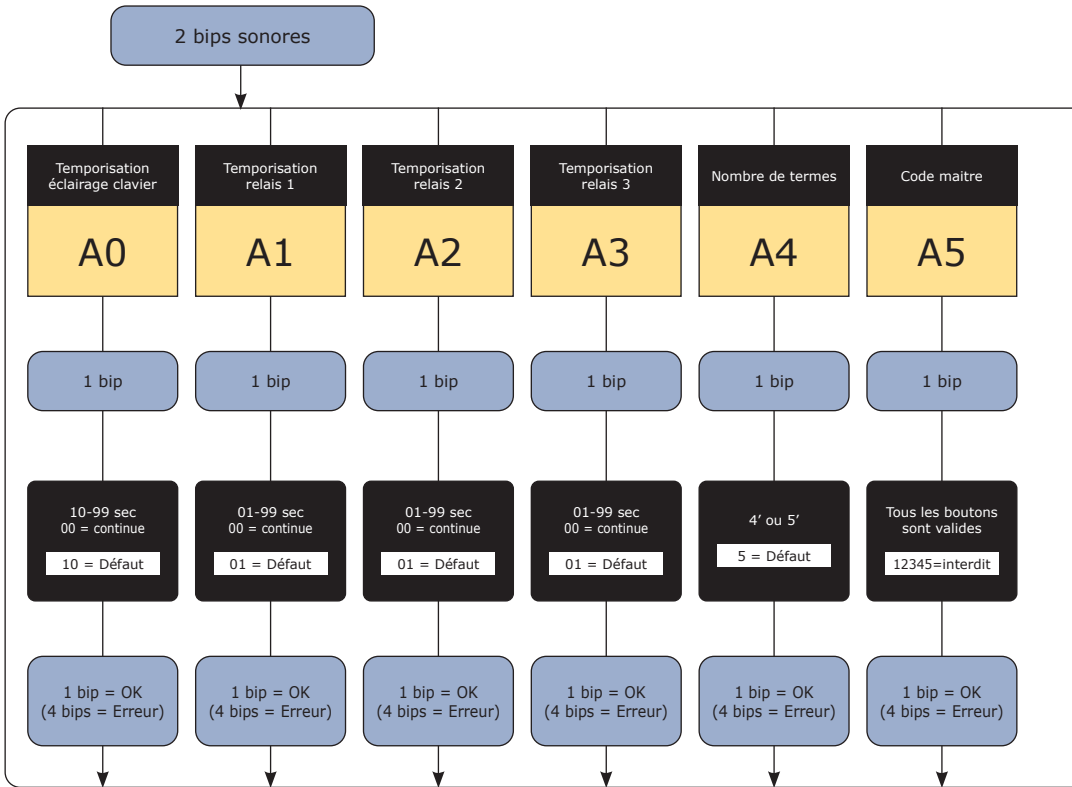 2 bips sonores
Temporisation
éclairage clavier
A0
1 bip
10-99 sec
00 = continue
10 = Défaut
1 bip = OK
(4 bips = Erreur)
Temporisation
relais 1
A1
1 bip
01-99 sec
00 = continue
01 = Défaut
1 bip = OK
(4 bips = Erreur)
Temporisation
relais 2
A2
1 bip
01-99 sec
00 = continue
01 = Défaut
1 bip = OK
(4 bips = Erreur)
Temporisation
relais 3
A3
1 bip
01-99 sec
00 = continue
01 = Défaut
1 bip = OK
(4 bips = Erreur)
Nombre de termes
A4
1 bip
4’ ou 5’
5 = Défaut
1 bip = OK
(4 bips = Erreur)
Code maitre
A5
1 bip
Tous les boutons
sont valides
12345=interdit
1 bip = OK
(4 bips = Erreur)